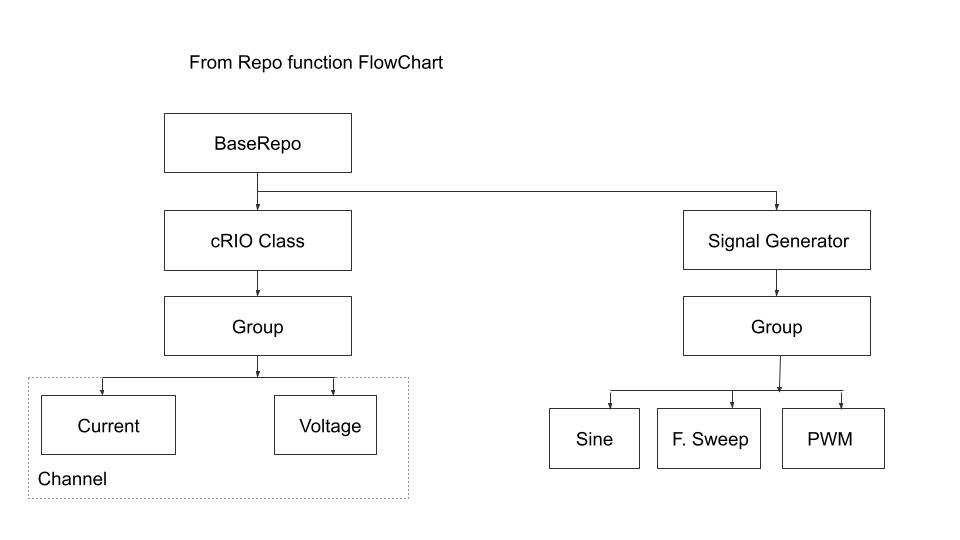 From Repo function FlowChart
BaseRepo
cRIO Class
Signal Generator
Group
Group
Current
Voltage
Sine
F. Sweep
PWM
Channel